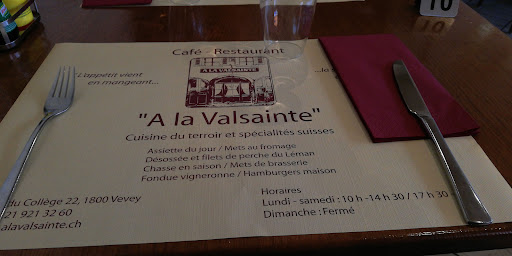 10
Café - Restaurant
L'appétit vient
en mangeant...
A LA VALSAINTE
"A la Valsainte"
Cuisine du terroir et spécialités suisses
Assiette du jour / Mets au fromage
Désossée et filets de perche du Léman
Chasse en saison / Mets de brasserie
Fondue vigneronne / Hamburgers maison
du Collège 22, 1800 Vevey
21 921 32 60
alavalsainte.ch
Horaires
Lundi - samedi : 10 h -14 h 30 / 17 h 30
Dimanche : Fermé